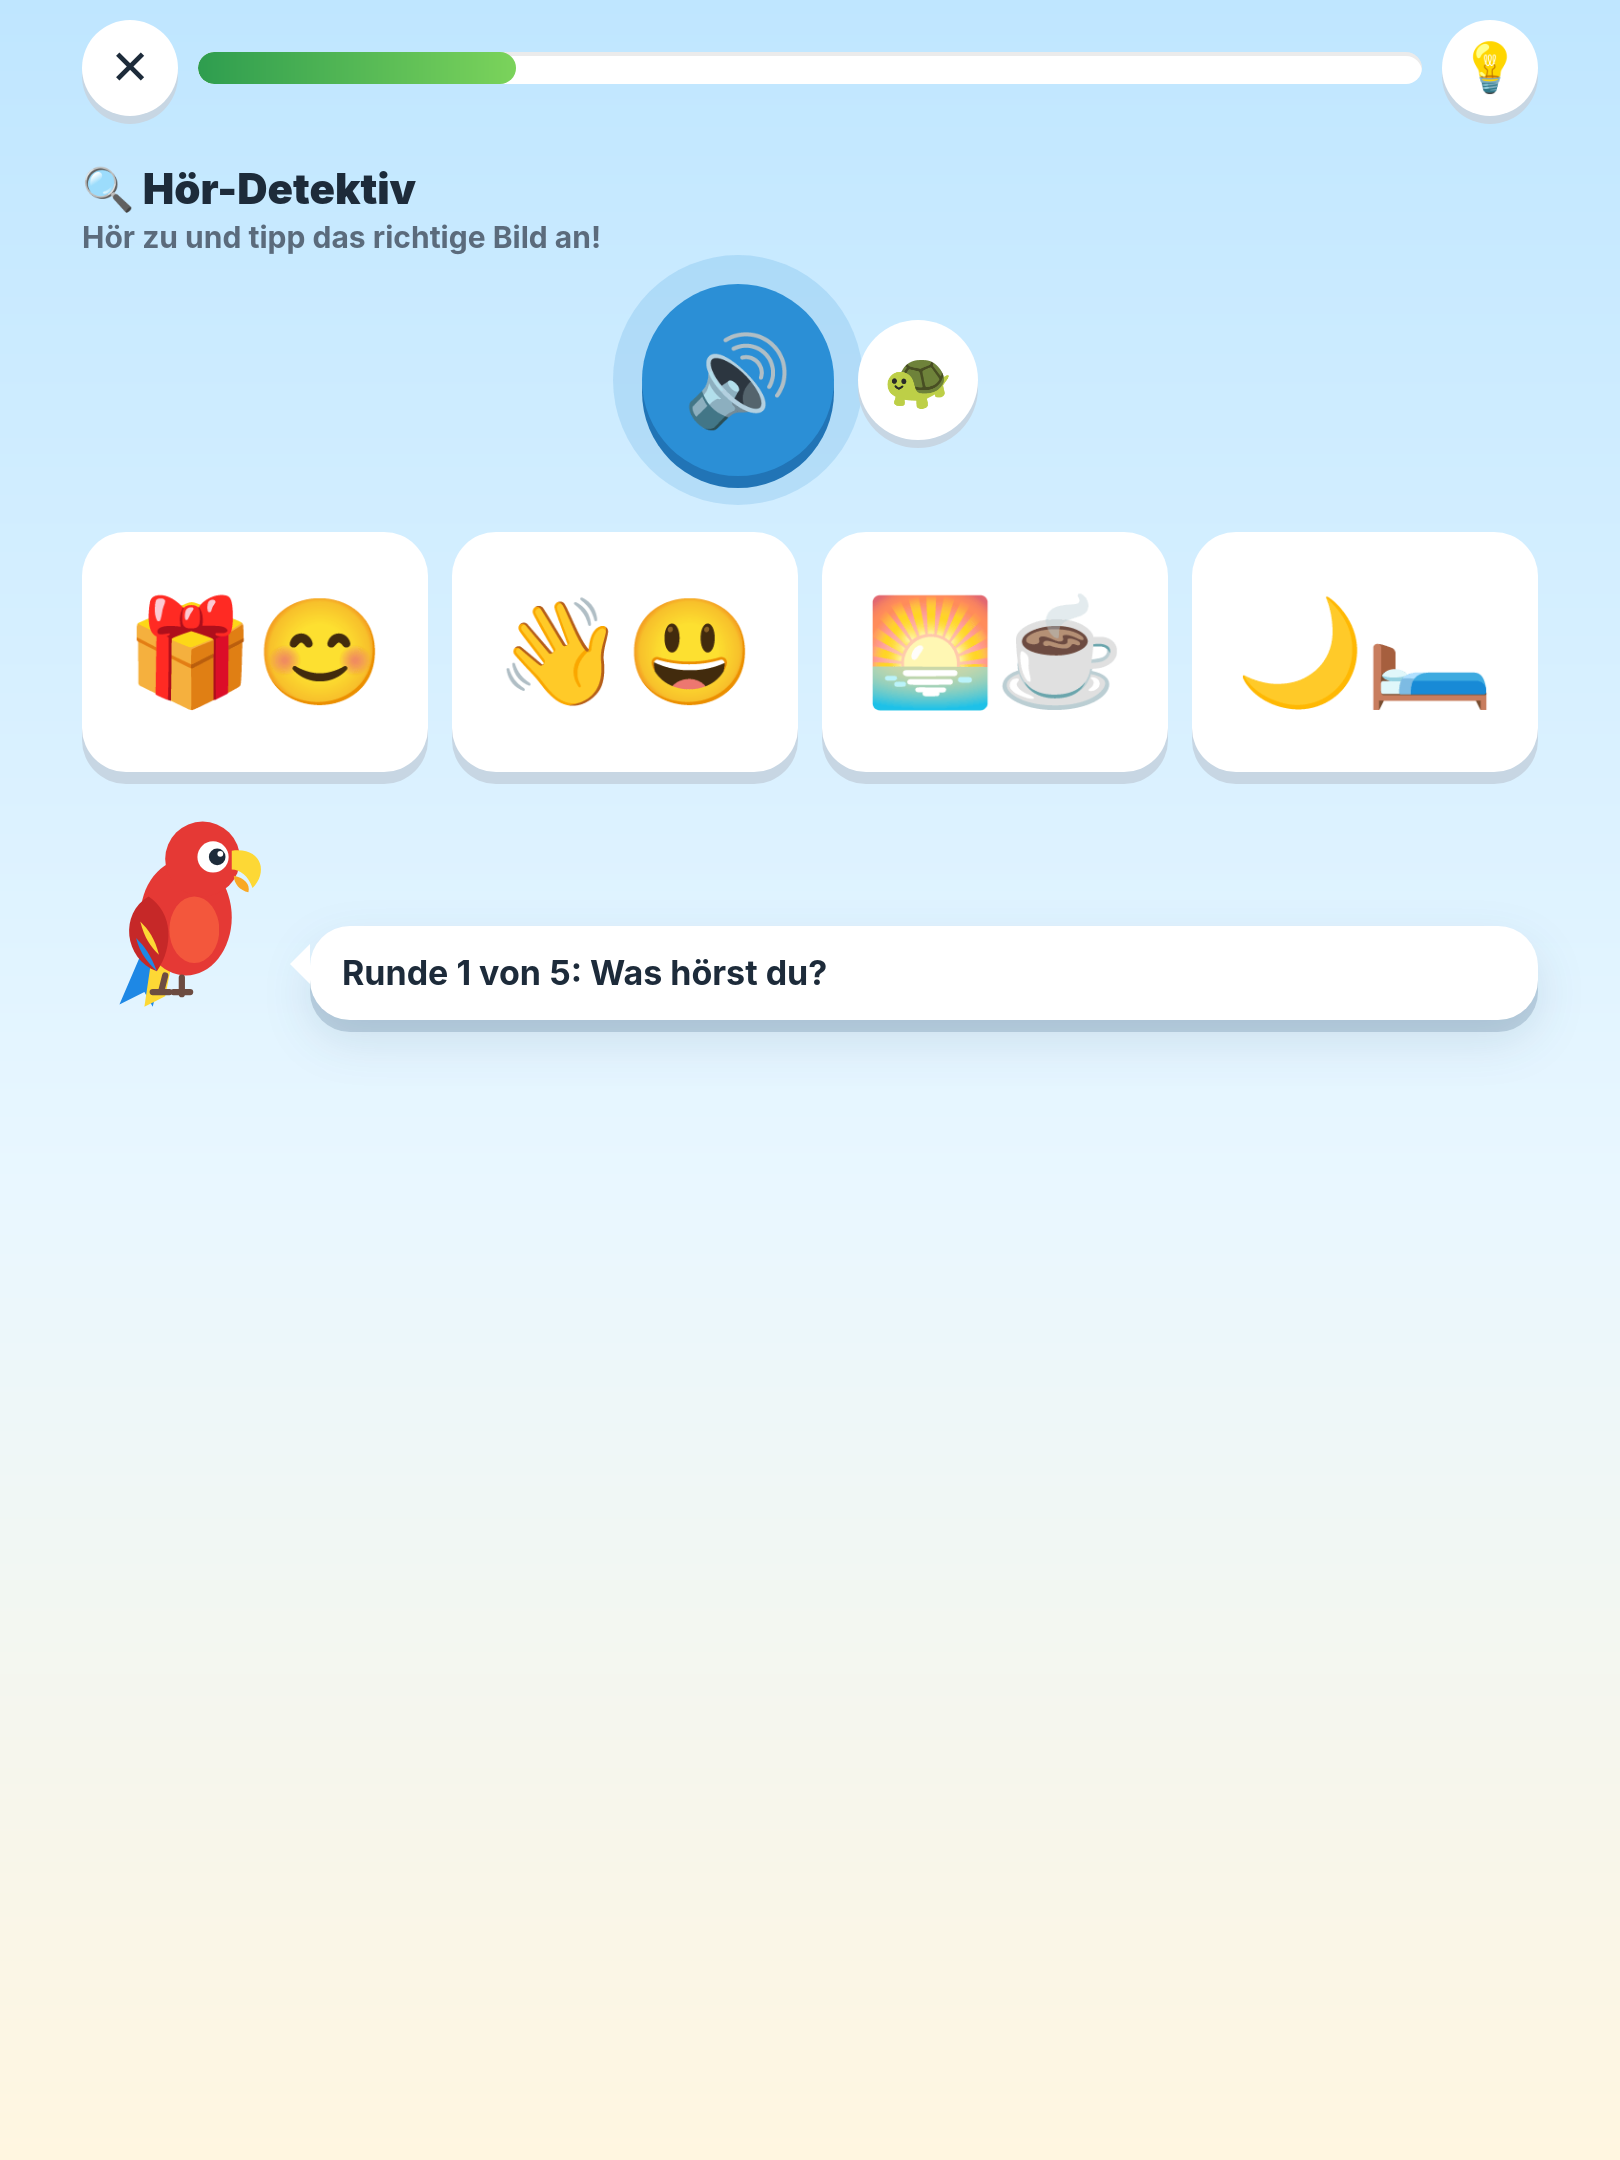 Hör-Detektiv
Hör zu und tipp das richtige Bild an!
Runde 1 von 5: Was hörst du?